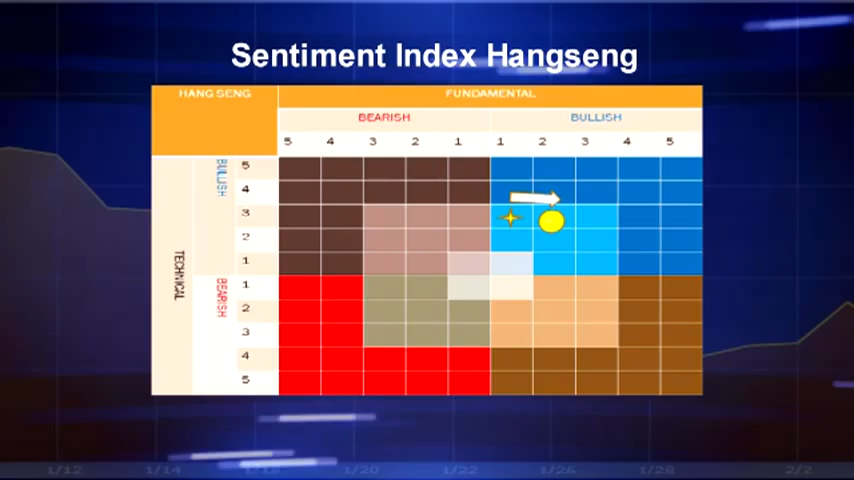 Sentiment Index Hangseng
HANG SENG FUNDAMENTAL
BEARISH BULLISH
5 4 3 2 1 1 2 3 4 5
TECHNICAL
BULLISH
5
4
3
2
1
BEARISH
1
2
3
4
5
1/12 1/14 1/20 1/22 1/26 1/28 2/2